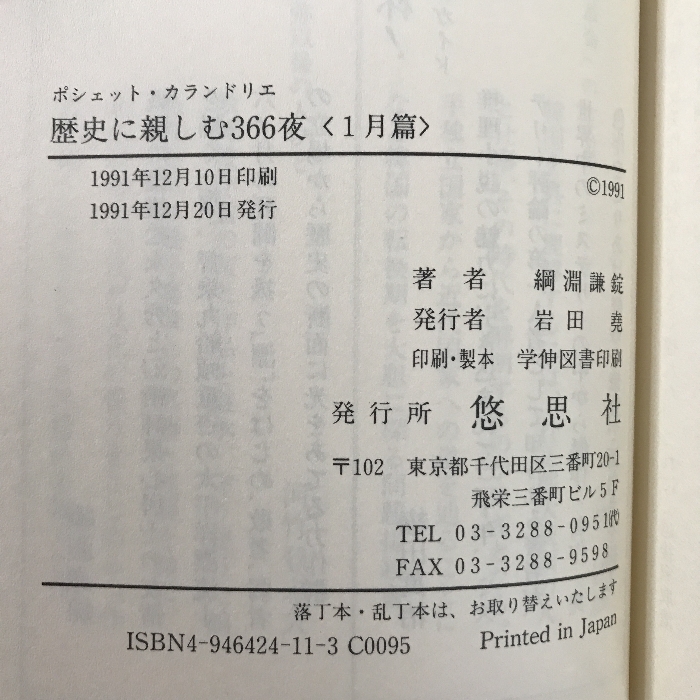 ポシェット・カランドリエ
歴史に親しむ366夜〈1月篇〉
1991年12月10日印刷
1991年12月20日発行
©1991
著者 綱淵謙錠
発行者 岩田堯
印刷・製本 学伸図書印刷
発行所 悠思社
〒102 東京都千代田区三番町20-1
飛栄三番町ビル5F
TEL 03-3288-0951(代)
FAX 03-3288-9598
落丁本・乱丁本は、お取り替えいたします
ISBN4-946424-11-3 C0095 Printed in Japan